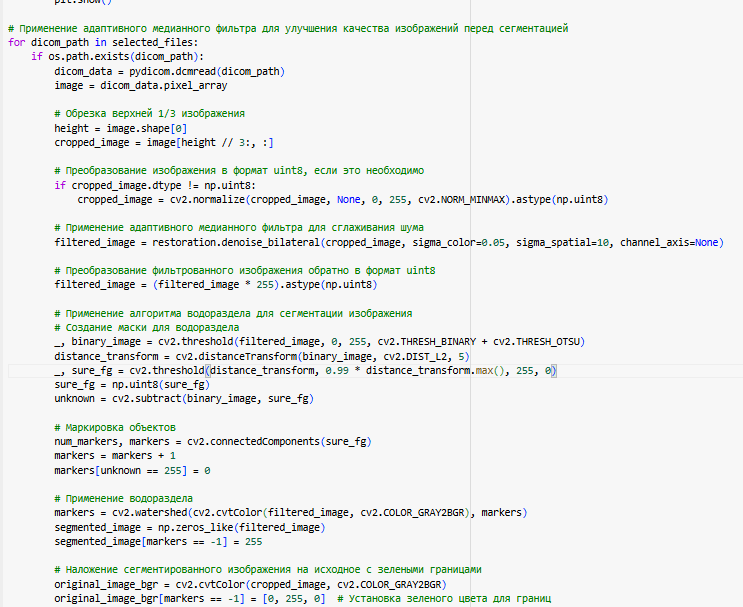 plt.show()
# Применение адаптивного медианного фильтра для улучшения качества изображений перед сегментацией
for dicom_path in selected_files:
    if os.path.exists(dicom_path):
        dicom_data = pydicom.dcmread(dicom_path)
        image = dicom_data.pixel_array
        # Обрезка верхней 1/3 изображения
        height = image.shape[0]
        cropped_image = image[height // 3:, :]
        # Преобразование изображения в формат uint8, если это необходимо
        if cropped_image.dtype != np.uint8:
            cropped_image = cv2.normalize(cropped_image, None, 0, 255, cv2.NORM_MINMAX).astype(np.uint8)
        # Применение адаптивного медианного фильтра для сглаживания шума
        filtered_image = restoration.denoise_bilateral(cropped_image, sigma_color=0.05, sigma_spatial=10, channel_axis=None)
        # Преобразование фильтрованного изображения обратно в формат uint8
        filtered_image = (filtered_image * 255).astype(np.uint8)
        # Применение алгоритма водораздела для сегментации изображения
        # Создание маски для водораздела
        _, binary_image = cv2.threshold(filtered_image, 0, 255, cv2.THRESH_BINARY + cv2.THRESH_OTSU)
        distance_transform = cv2.distanceTransform(binary_image, cv2.DIST_L2, 5)
        _, sure_fg = cv2.threshold(distance_transform, 0.99 * distance_transform.max(), 255, 0)
        sure_fg = np.uint8(sure_fg)
        unknown = cv2.subtract(binary_image, sure_fg)
        # Маркировка объектов
        num_markers, markers = cv2.connectedComponents(sure_fg)
        markers = markers + 1
        markers[unknown == 255] = 0
        # Применение водораздела
        markers = cv2.watershed(cv2.cvtColor(filtered_image, cv2.COLOR_GRAY2BGR), markers)
        segmented_image = np.zeros_like(filtered_image)
        segmented_image[markers == -1] = 255
        # Наложение сегментированного изображения на исходное с зелеными границами
        original_image_bgr = cv2.cvtColor(cropped_image, cv2.COLOR_GRAY2BGR)
        original_image_bgr[markers == -1] = [0, 255, 0]  # Установка зеленого цвета для границ